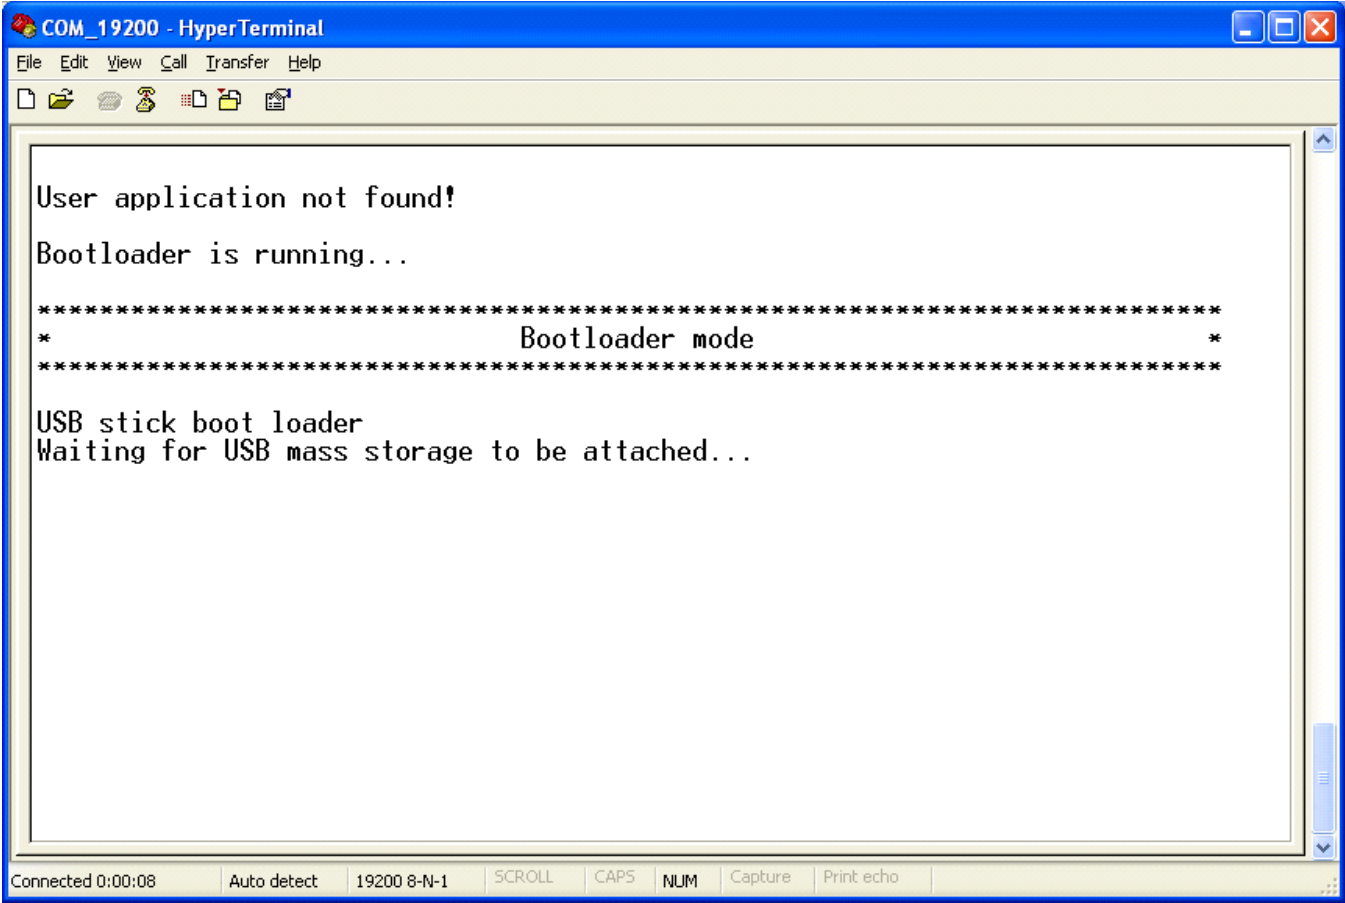 COM_19200 - HyperTerminal
File Edit View Call Transfer Help
User application not found!
Bootloader is running...
****************************************************************************
* Bootloader mode *
****************************************************************************
USB stick boot loader
Waiting for USB mass storage to be attached...
Connected 0:00:08 Auto detect 19200 8-N-1 SCROLL CAPS NUM Capture Print echo